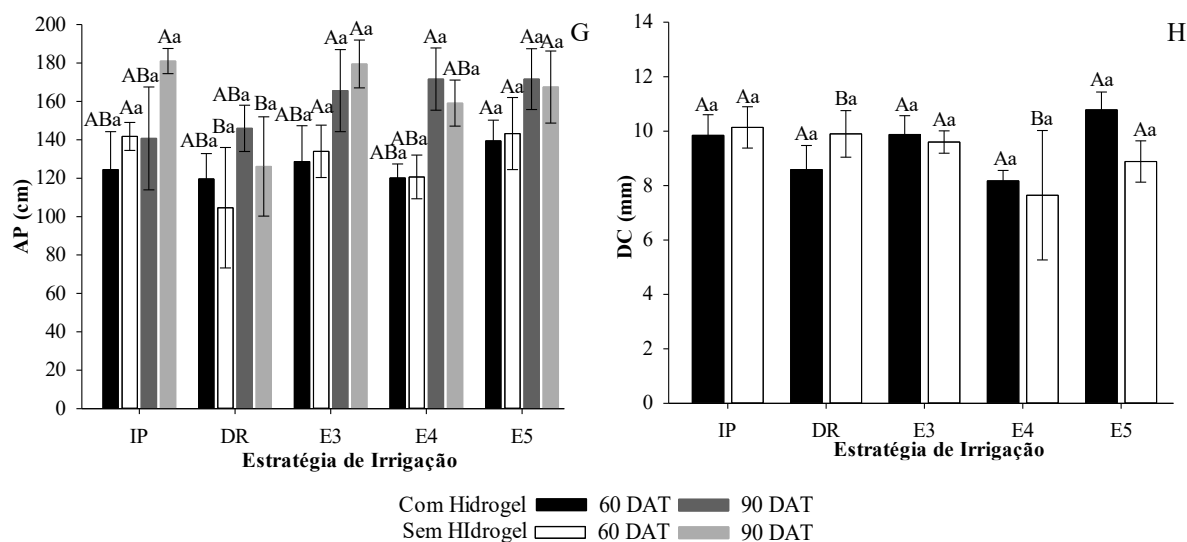 G
AP (cm)
200
180
160
140
120
100
80
60
40
20
0
ABa Aa ABa Aa
ABa Ba ABa Ba
ABa Aa Aa Aa
ABa ABa Aa ABa
Aa Aa Aa Aa
IP DR E3 E4 E5
Estratégia de Irrigação
H
DC (mm)
14
12
10
8
6
4
2
0
Aa Aa
Aa Ba
Aa Aa
Aa Ba
Aa Aa
IP DR E3 E4 E5
Estratégia de Irrigação
Com Hidrogel 60 DAT 90 DAT
Sem HIdrogel 60 DAT 90 DAT